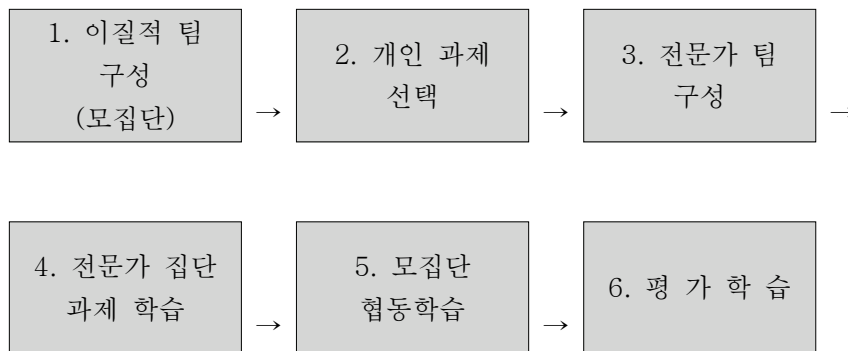 1. 이질적 팀
구성
(모집단)
→
2. 개인 과제
선택
→
3. 전문가 팀
구성
→
4. 전문가 집단
과제 학습
→
5. 모집단
협동학습
→
6. 평 가 학 습